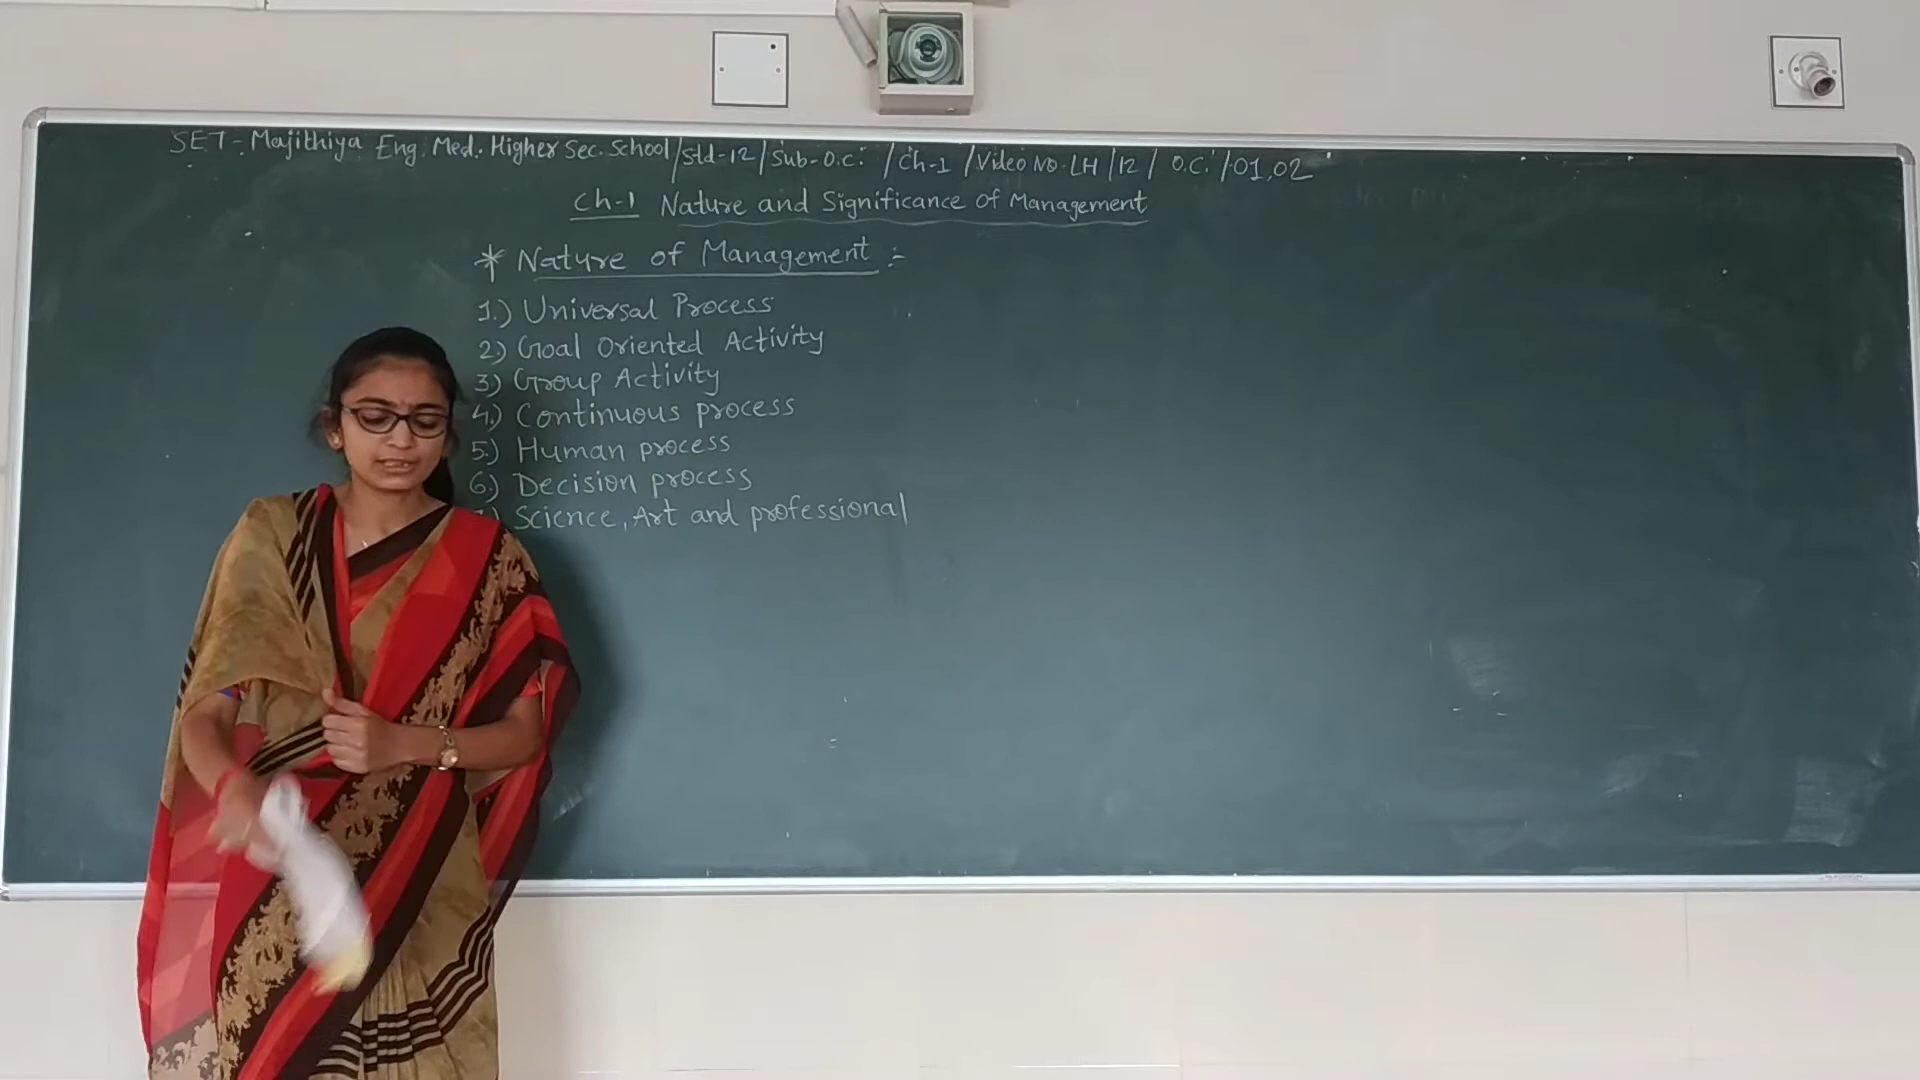 SET - Majithiya Eng. Med. Higher Sec. School / Std-12 / Sub-O.C. / Ch-1 / Video No. LH / 12 / O.C. / 01,02
Ch-1 Nature and Significance of Management
* Nature of Management :-
1.) Universal Process
2.) Goal Oriented Activity
3.) Group Activity
4.) Continuous process
5.) Human process
6.) Decision process
) Science, Art and professional